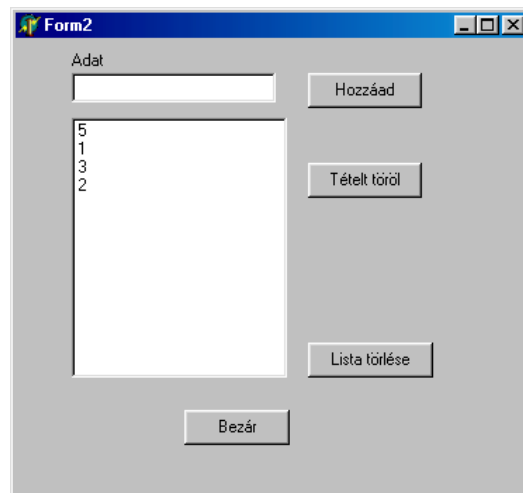 Form2
Adat
Hozzáad
5
1
3
2
Tételt töröl
Lista törlése
Bezár